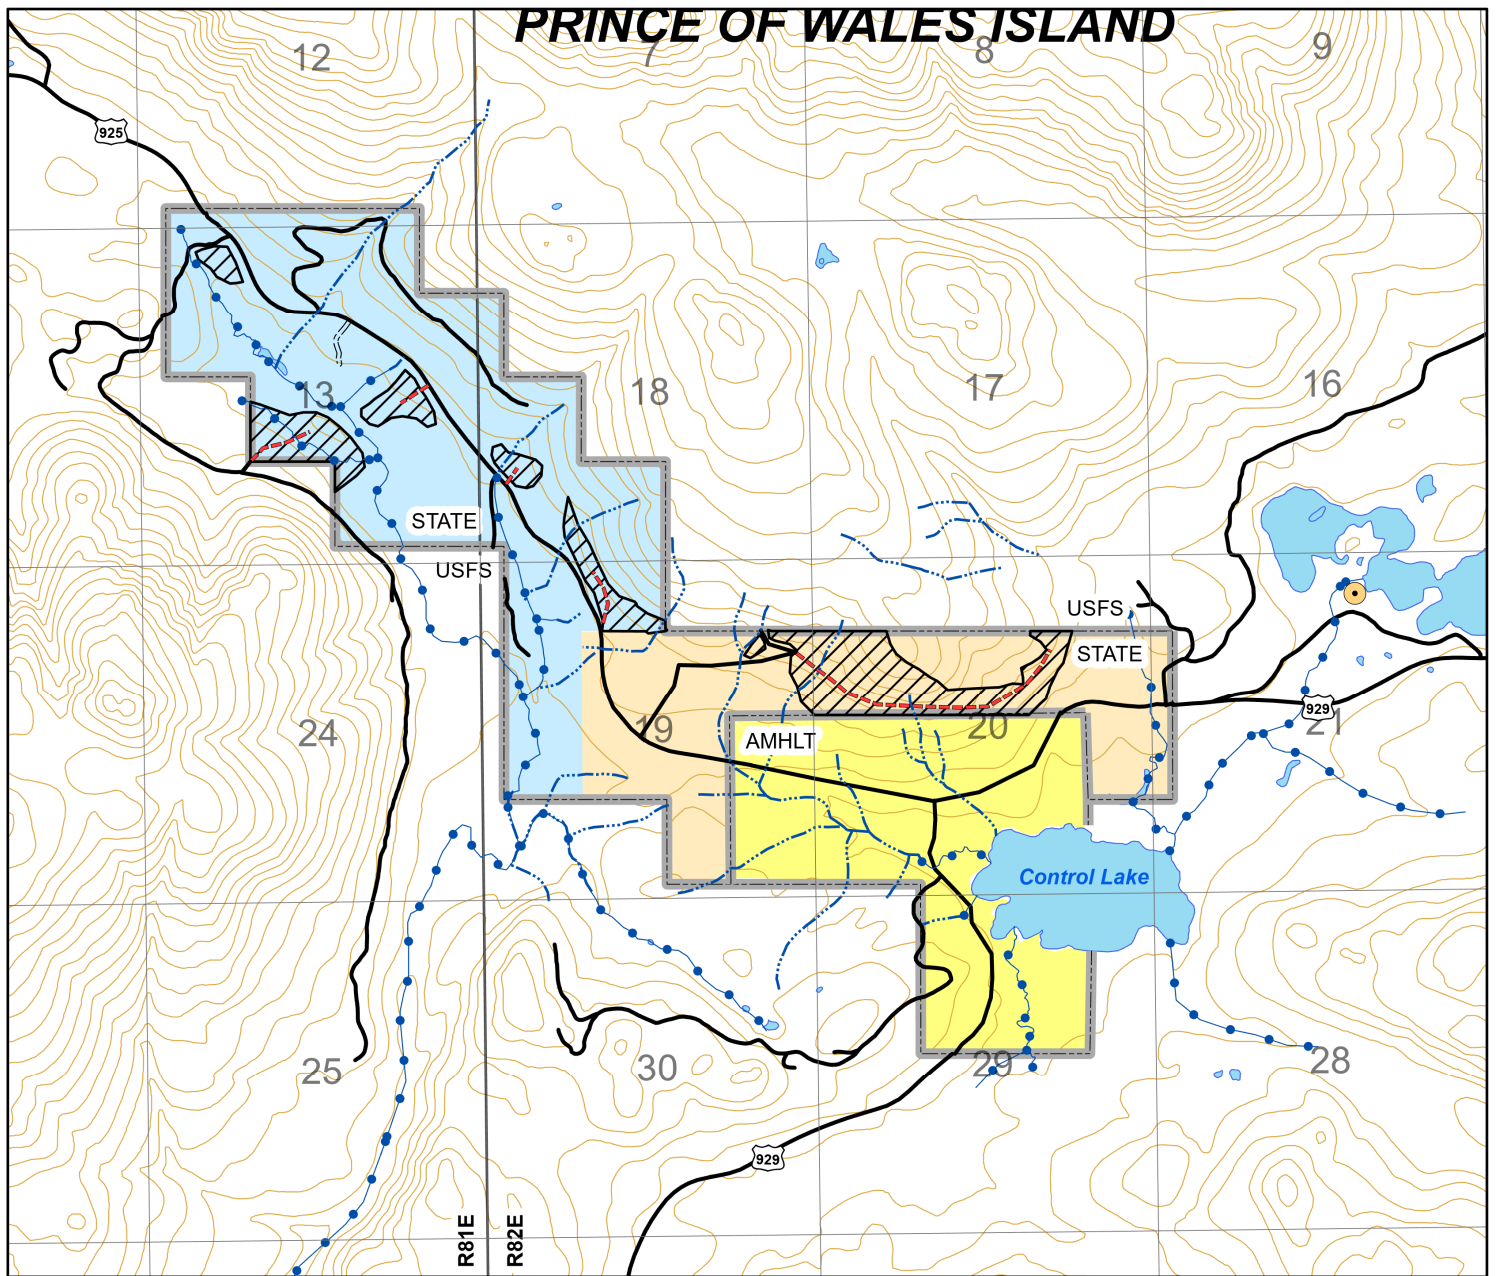 PRINCE OF WALES ISLAND
12
7
8
9
925
13
18
17
16
STATE
USFS
USFS
STATE
24
19
AMHLT
20
929
21
Control Lake
25
30
29
28
929
R81E
R82E